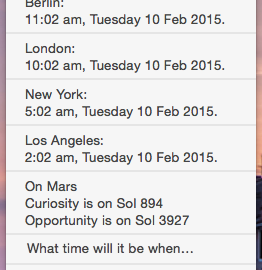 Berlin:
11:02 am, Tuesday 10 Feb 2015.
London:
10:02 am, Tuesday 10 Feb 2015.
New York:
5:02 am, Tuesday 10 Feb 2015.
Los Angeles:
2:02 am, Tuesday 10 Feb 2015.
On Mars
Curiosity is on Sol 894
Opportunity is on Sol 3927
What time will it be when…